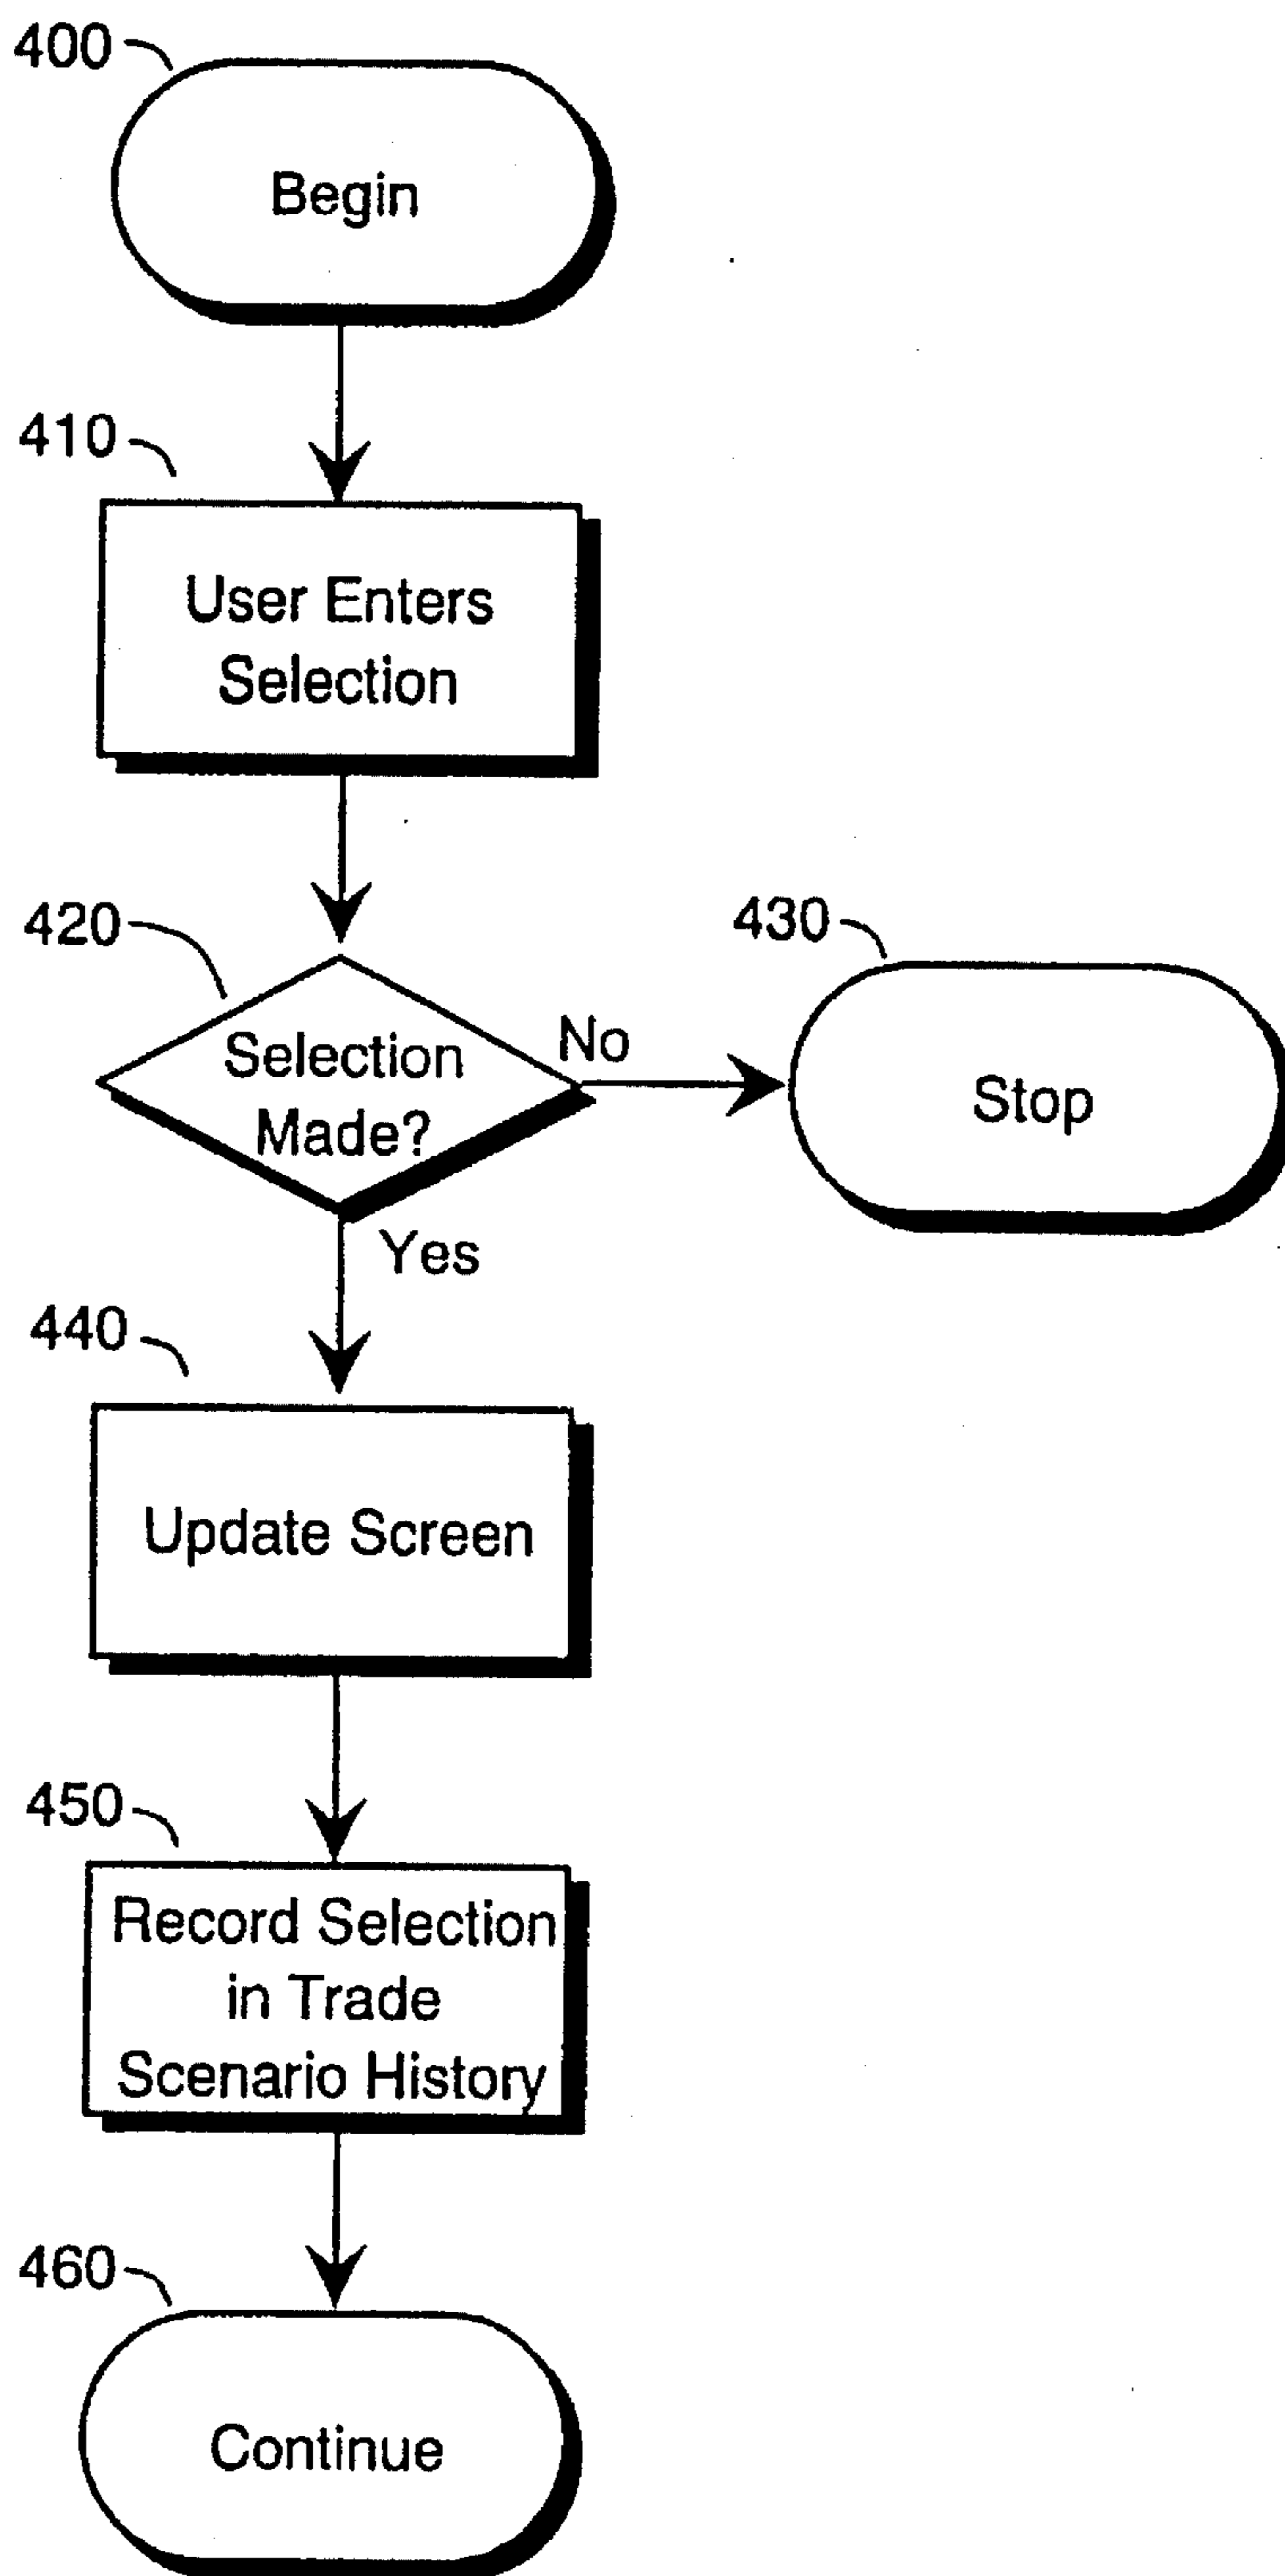 400
Begin
410
User Enters
Selection
420
Selection
Made?
No
430
Stop
Yes
440
Update Screen
450
Record Selection
in Trade
Scenario History
460
Continue